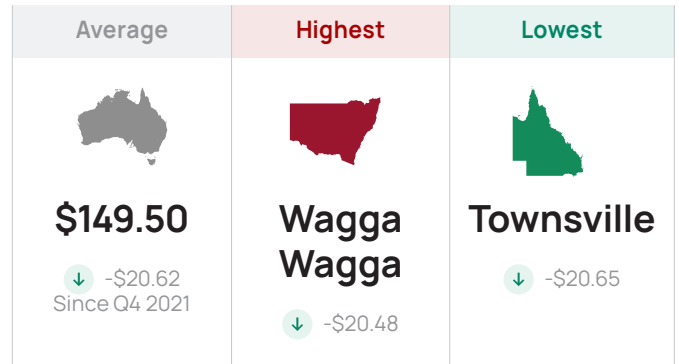 Average
Highest
Lowest
$149.50
-$20.62
Since Q4 2021
Wagga
Wagga
-$20.48
Townsville
-$20.65